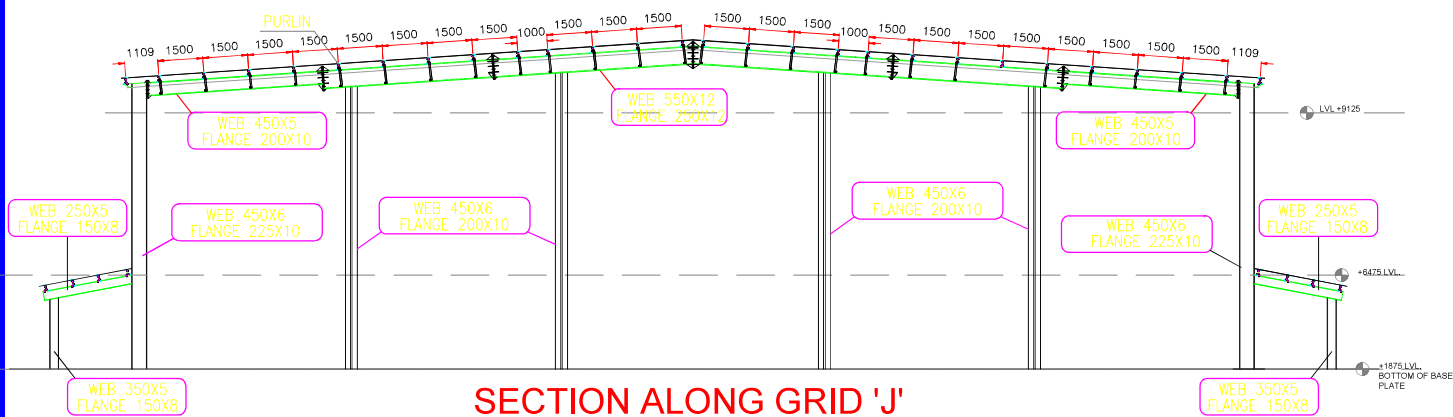 PURLIN
1109
1500
1500
1500
1500
1500
1500
1500
1500
1000
1500
1500
1500
1500
1500
1500
1000
1500
1500
1500
1500
1500
1500
1500
1500
1109
WEB 450X5
FLANGE 200X10
WEB 550X12
FLANGE 250X12
WEB 450X5
FLANGE 200X10
LVL +9125
WEB 250X5
FLANGE 150X8
WEB 450X6
FLANGE 225X10
WEB 450X6
FLANGE 200X10
WEB 450X6
FLANGE 200X10
WEB 450X6
FLANGE 225X10
WEB 250X5
FLANGE 150X8
+6475 LVL.
WEB 350X5
FLANGE 150X8
SECTION ALONG GRID 'J'
WEB 350X5
FLANGE 150X8
+1875 LVL.
BOTTOM OF BASE
PLATE